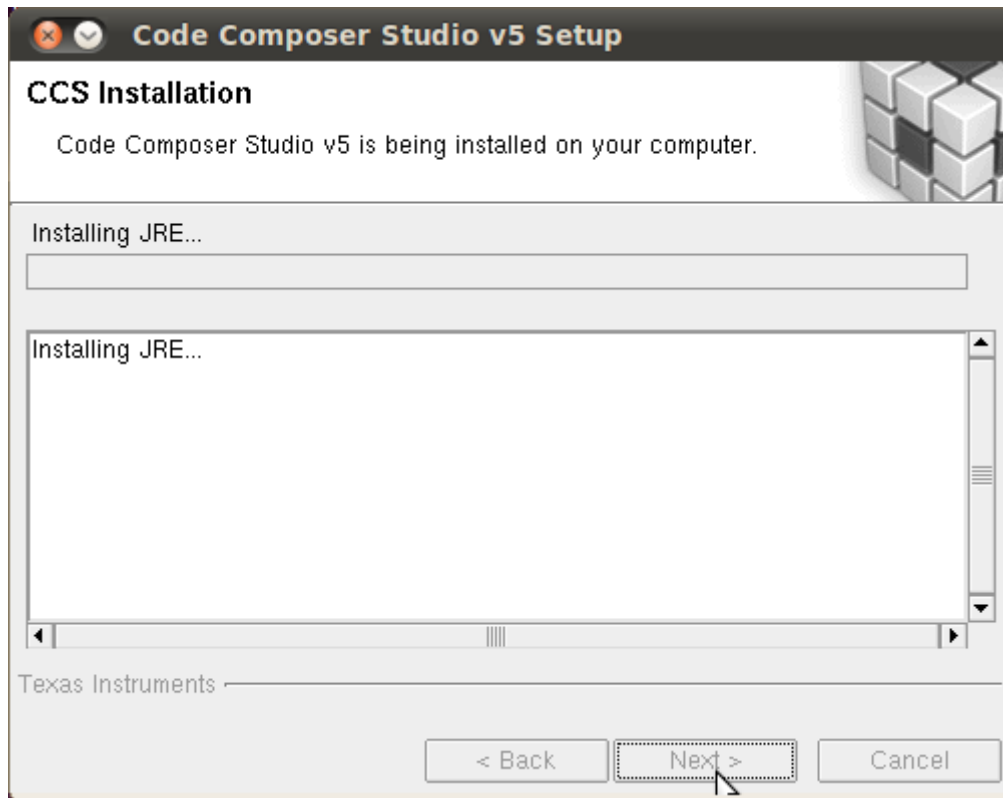 Code Composer Studio v5 Setup
CCS Installation
Code Composer Studio v5 is being installed on your computer.
Installing JRE...
Installing JRE...
Texas Instruments
< Back Next > Cancel